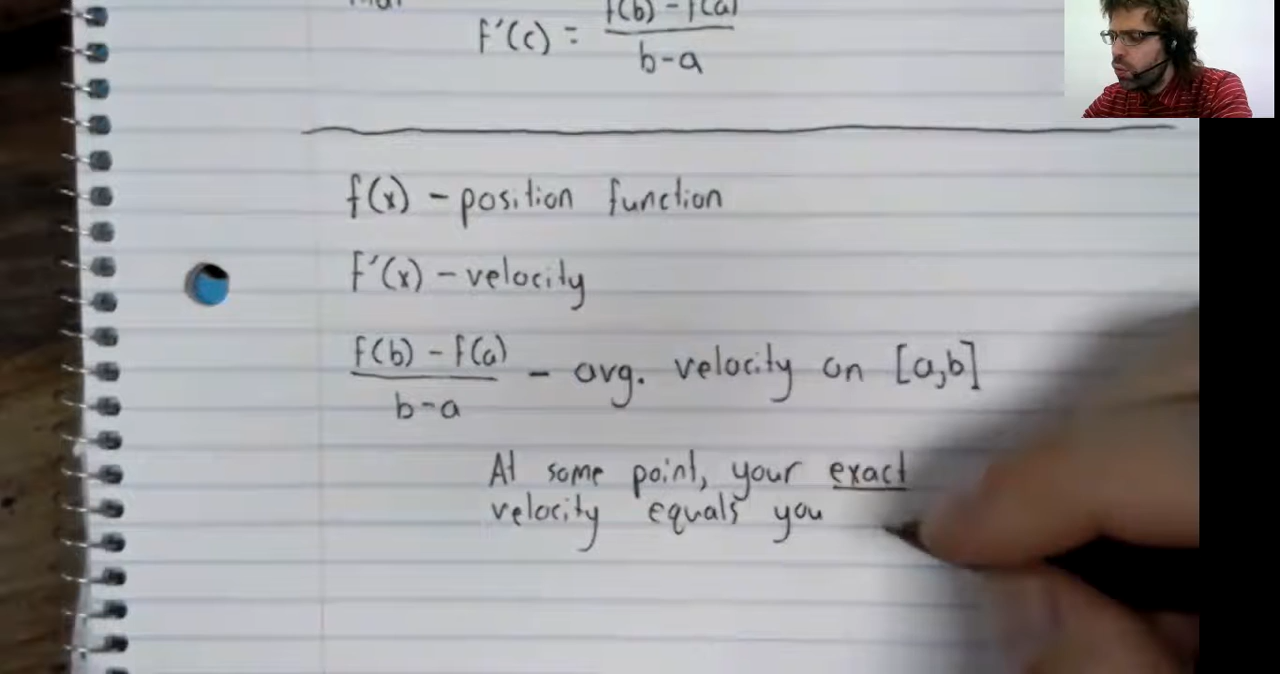 f'(c) = f(b) - f(a)
b-a
f(x) - position function
f'(x) - velocity
f(b) - f(a) - avg. velocity on [a,b]
b-a
At some point, your exact
velocity equals you